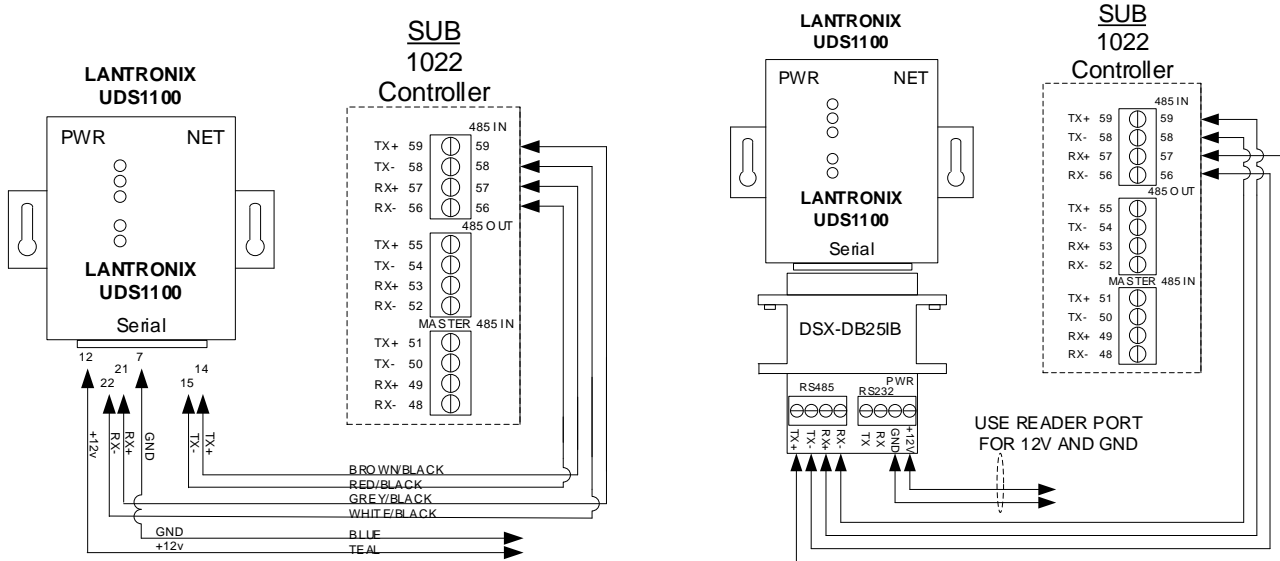 LANTRONIX
UDS1100
PWR NET
LANTRONIX
UDS1100
Serial
12 7
22 21 15 14
+12v
RX-
RX+
GND
TX-
TX+
SUB
1022
Controller
485 IN
TX+ 59 59
TX- 58 58
RX+ 57 57
RX- 56 56
485 OUT
TX+ 55
TX- 54
RX+ 53
RX- 52
MASTER 485 IN
TX+ 51
TX- 50
RX+ 49
RX- 48
BROWN/BLACK
RED/BLACK
GREY/BLACK
WHITE/BLACK
GND BLUE
+12v TEAL
LANTRONIX
UDS1100
PWR NET
LANTRONIX
UDS1100
Serial
DSX-DB25IB
RS485 RS232 PWR
TX+
TX-
RX+
RX-
TX
RX
GND
+12V
USE READER PORT
FOR 12V AND GND
SUB
1022
Controller
485 IN
TX+ 59 59
TX- 58 58
RX+ 57 57
RX- 56 56
485 OUT
TX+ 55
TX- 54
RX+ 53
RX- 52
MASTER 485 IN
TX+ 51
TX- 50
RX+ 49
RX- 48